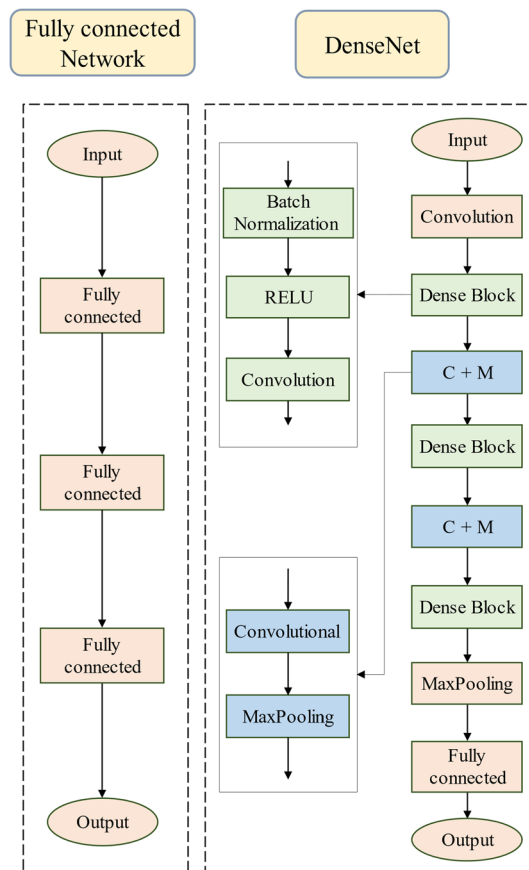 Fully connected
Network
DenseNet
Input
Fully
connected
Fully
connected
Fully
connected
Output
Batch
Normalization
RELU
Convolution
Convolutional
MaxPooling
Input
Convolution
Dense Block
C + M
Dense Block
C + M
Dense Block
MaxPooling
Fully
connected
Output